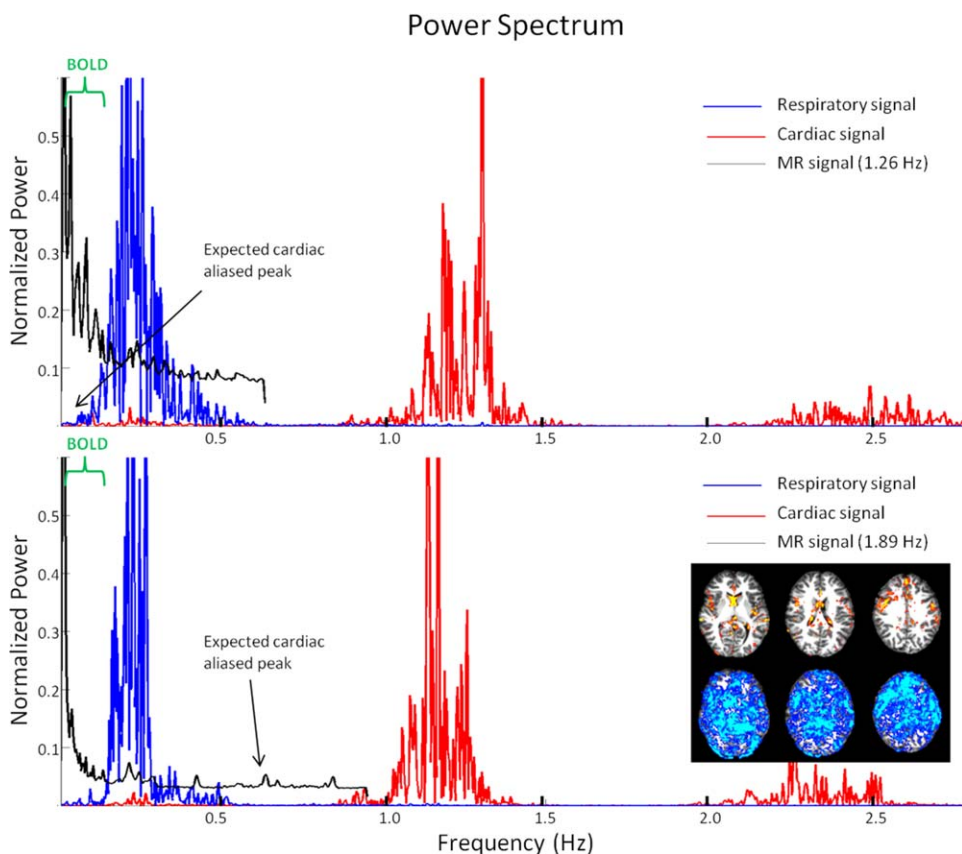 Power Spectrum
BOLD
Normalized Power
0.5
0.4
0.3
0.2
0.1
Expected cardiac
aliased peak
Respiratory signal
Cardiac signal
MR signal (1.26 Hz)
0.5
1.0
1.5
2.0
2.5
BOLD
Normalized Power
0.5
0.4
0.3
0.2
0.1
Expected cardiac
aliased peak
Respiratory signal
Cardiac signal
MR signal (1.89 Hz)
0.5
1.0
1.5
2.0
2.5
Frequency (Hz)